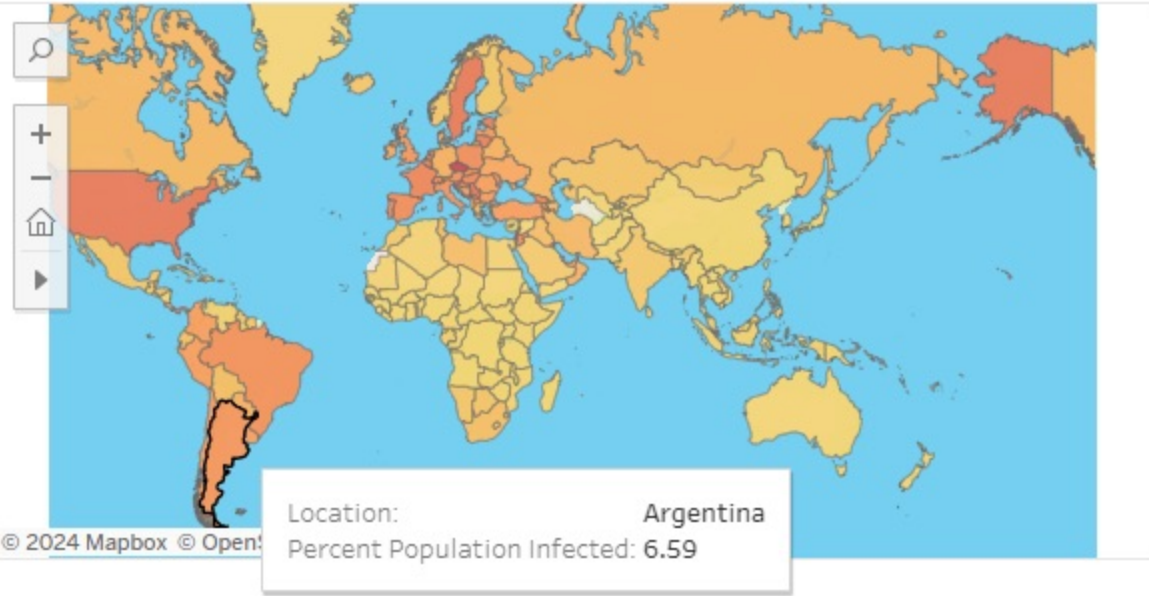 Location: Argentina
Percent Population Infected: 6.59
© 2024 Mapbox © OpenS